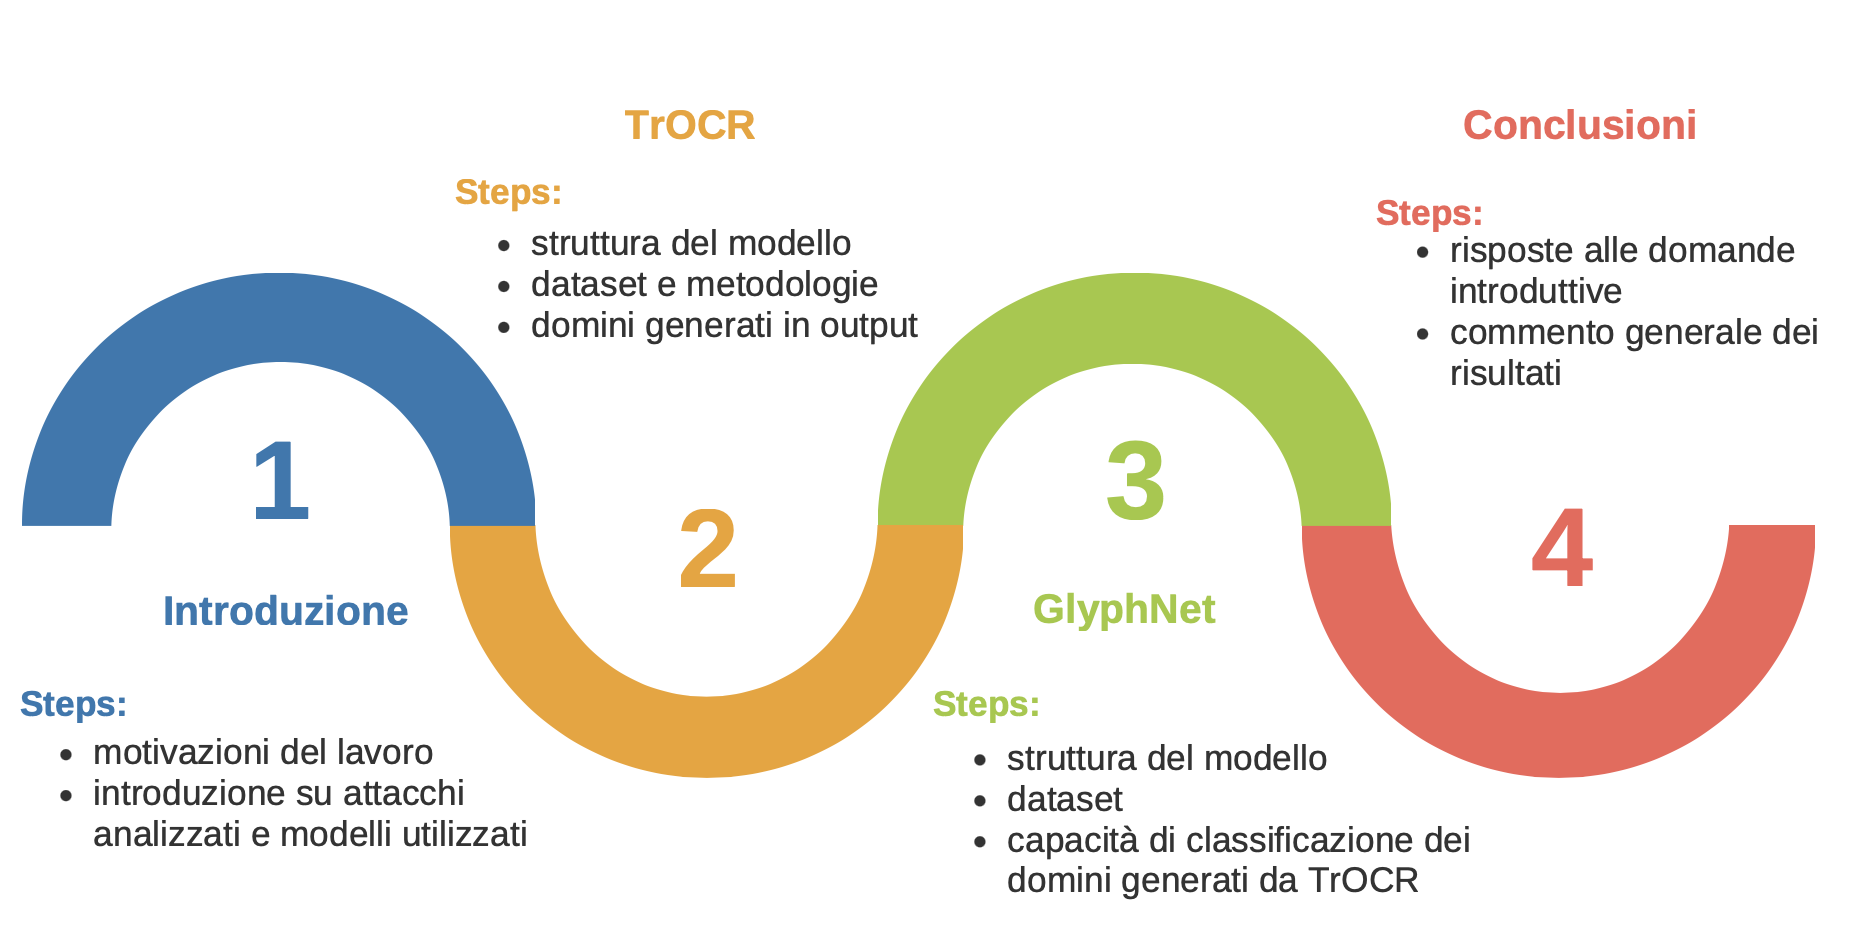 1
Introduzione
Steps:
• motivazioni del lavoro
• introduzione su attacchi
analizzati e modelli utilizzati
TrOCR
Steps:
• struttura del modello
• dataset e metodologie
• domini generati in output
2
3
GlyphNet
Steps:
• struttura del modello
• dataset
• capacità di classificazione dei
domini generati da TrOCR
Conclusioni
Steps:
• risposte alle domande
introduttive
• commento generale dei
risultati
4